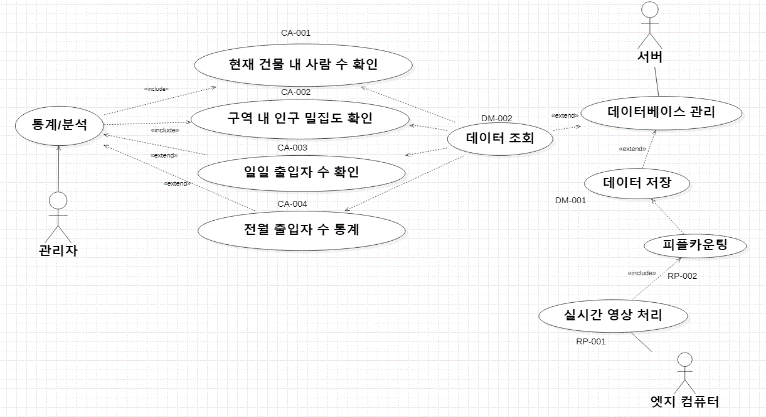 CA-001
현재 건물 내 사람 수 확인
서버
«include»
CA-002
구역 내 인구 밀집도 확인
DM-002
«extend»
데이터베이스 관리
통계/분석
«include»
데이터 조회
CA-003
«extend»
«extend»
일일 출입자 수 확인
«extend»
데이터 저장
CA-004
DM-001
전월 출입자 수 통계
관리자
피플카운팅
«include»
RP-002
실시간 영상 처리
RP-001
엣지 컴퓨터